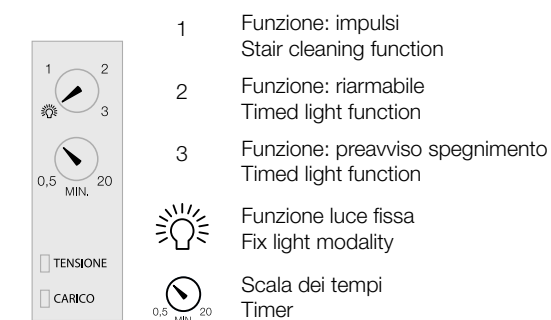 1 2
3
0,5 20
MIN.
TENSIONE
CARICO
1 Funzione: impulsi
Stair cleaning function
2 Funzione: riarmabile
Timed light function
3 Funzione: preavviso spegnimento
Timed light function
Funzione luce fissa
Fix light modality
Scala dei tempi
Timer
0,5 20
MIN.